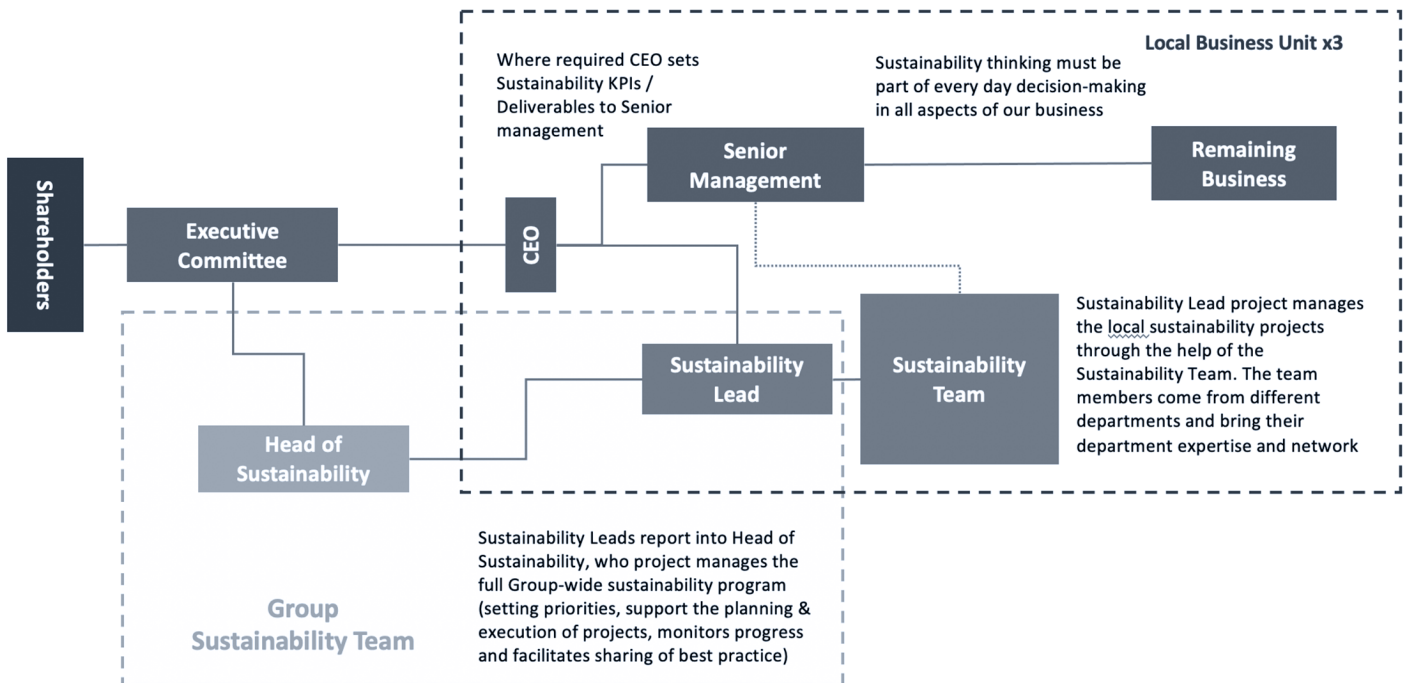 Local Business Unit x3
Where required CEO sets
Sustainability KPIs /
Deliverables to Senior
management
Sustainability thinking must be
part of every day decision-making
in all aspects of our business
Senior
Management
Remaining
Business
Shareholders
Executive
Committee
CEO
Sustainability
Lead
Sustainability
Team
Sustainability Lead project manages
the local sustainability projects
through the help of the
Sustainability Team. The team
members come from different
departments and bring their
department expertise and network
Head of
Sustainability
Group
Sustainability Team
Sustainability Leads report into Head of
Sustainability, who project manages the
full Group-wide sustainability program
(setting priorities, support the planning &
execution of projects, monitors progress
and facilitates sharing of best practice)